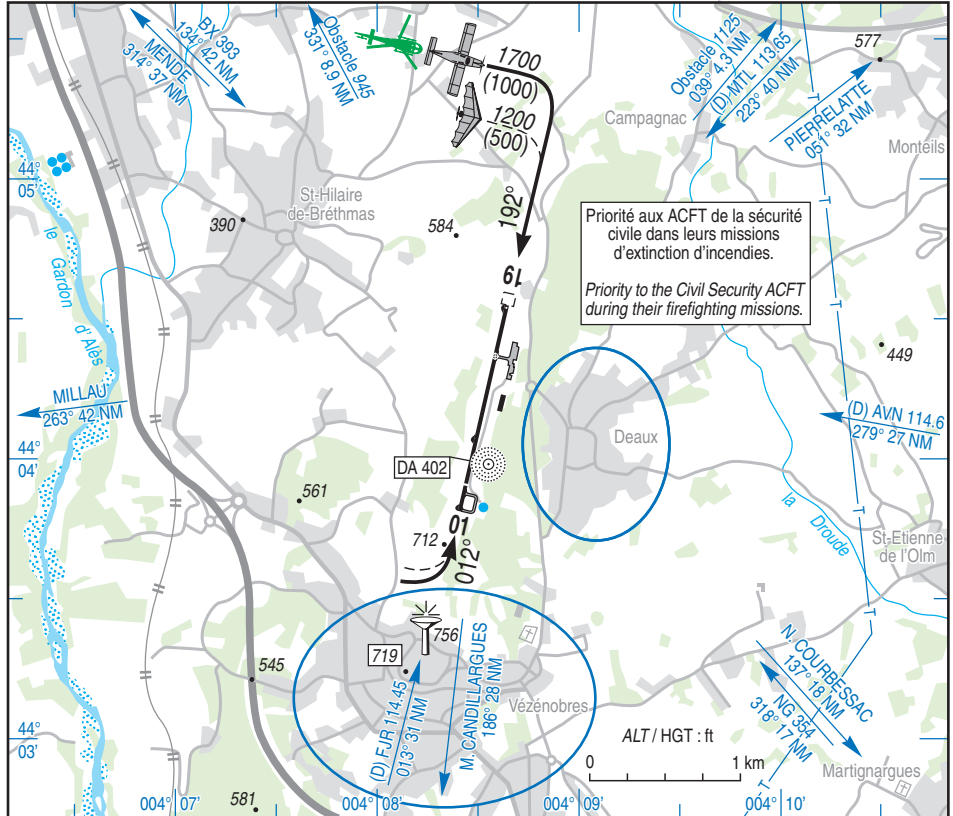 BX 393
134° 42 NM
MENDE
314° 37 NM
Obstacle 945
331° 8.9 NM
1700
(1000)
1200
(500)
Obstacle 1125
039° 4.31 NM
(D) MTL 113.65
223° 40 NM
577
PIERRELATTE
051° 32 NM
Campagnac
Monteils
44°
05'
St-Hilaire
de-Bréthmas
390
584
192°
19
Priorité aux ACFT de la sécurité
civile dans leurs missions
d'extinction d'incendies.
Priority to the Civil Security ACFT
during their firefighting missions.
le Gardon d'Alès
449
MILLAU
263° 42 NM
(D) AVN 114.6
279° 27 NM
Deaux
44°
04'
DA 402
561
la Droude
01
012°
712
St-Etienne
de l'Olm
756
719
545
(D) FJR 114.45
013° 31 NM
M. CANDILLARGUES
186° 28 NM
Vézénobres
N. COURBESSAC
137° 18 NM
NG 354
318° 17 NM
44°
03'
ALT / HGT : ft
0 1 km
Martignargues
581
004° 07'
004° 08'
004° 09'
004° 10'
T
T
T
T
T